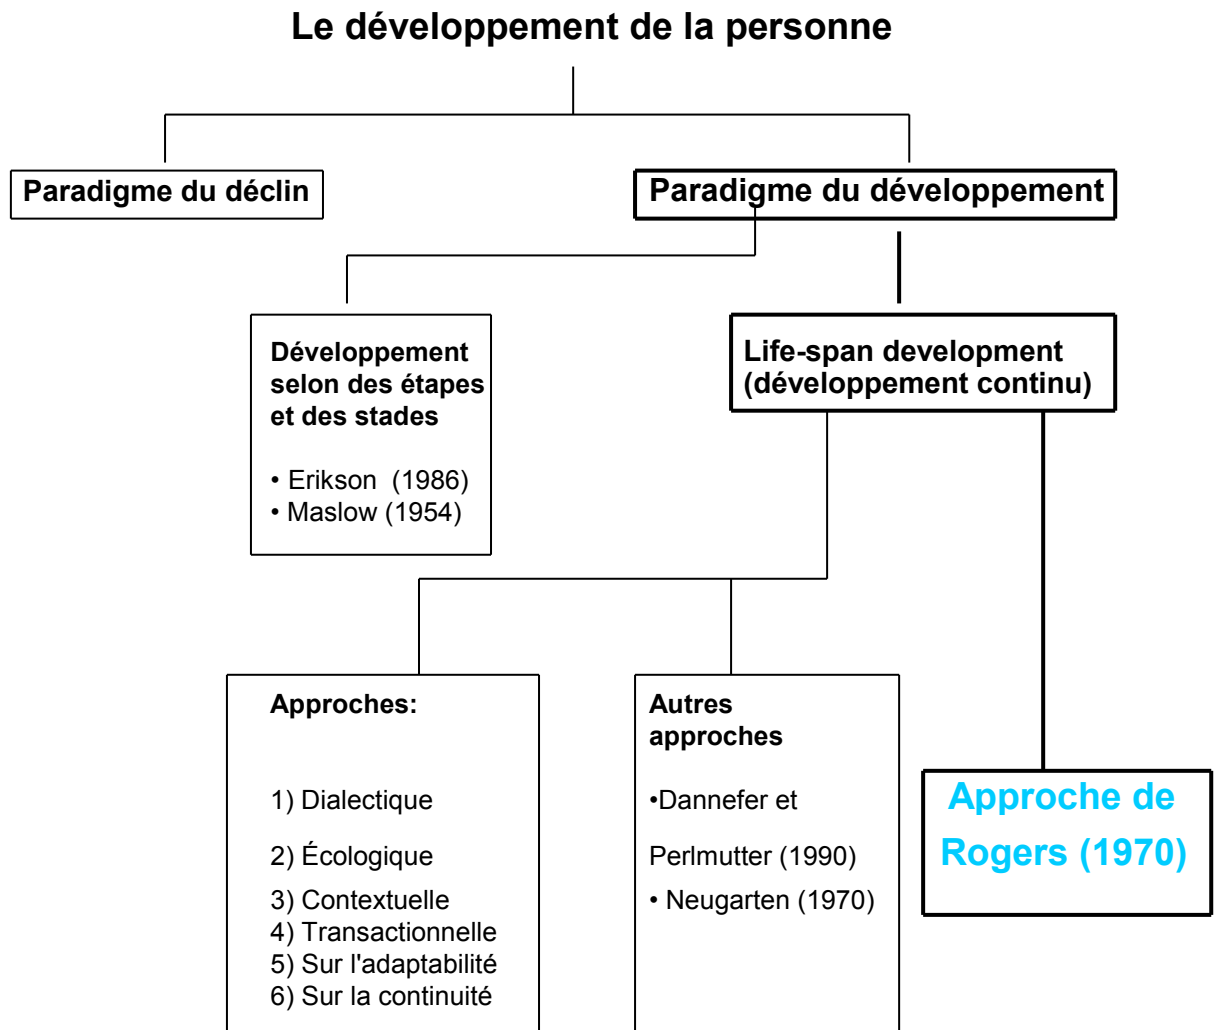 Le développement de la personne
Paradigme du déclin
Paradigme du développement
Développement
selon des étapes
et des stades
• Erikson (1986)
• Maslow (1954)
Life-span development
(développement continu)
Approches:
1) Dialectique
2) Écologique
3) Contextuelle
4) Transactionnelle
5) Sur l'adaptabilité
6) Sur la continuité
Autres
approches
•Dannefer et
Perlmutter (1990)
• Neugarten (1970)
Approche de
Rogers (1970)